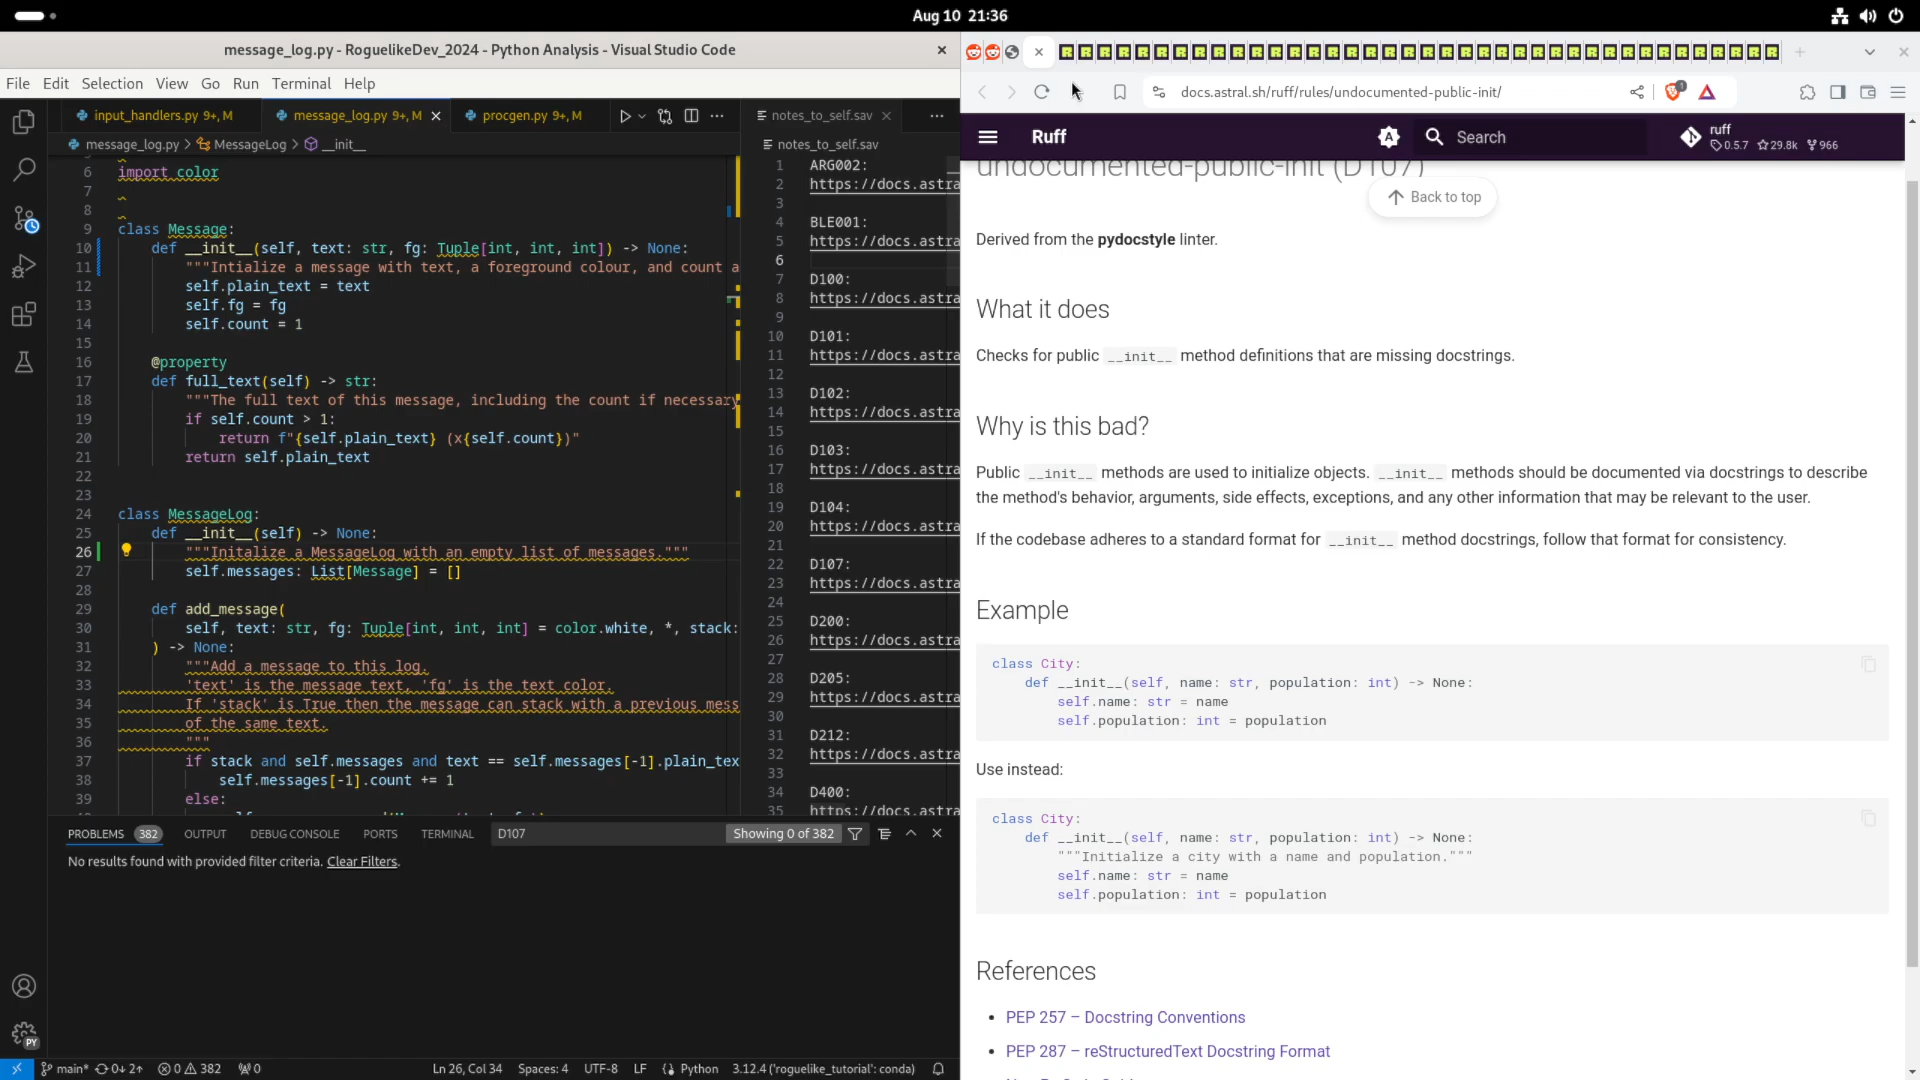 Aug 10 21:36
message_log.py - RoguelikeDev_2024 - Python Analysis - Visual Studio Code
File Edit Selection View Go Run Terminal Help
input_handlers.py 9+, M
message_log.py 9+, M
procgen.py 9+, M
notes_to_self.sav
message_log.py > MessageLog > __init__
6 import color
7
8
9 class Message:
10 def __init__(self, text: str, fg: Tuple[int, int, int]) -> None:
11 """Intialize a message with text, a foreground colour, and count a
12 self.plain_text = text
13 self.fg = fg
14 self.count = 1
15
16 @property
17 def full_text(self) -> str:
18 """The full text of this message, including the count if necessary
19 if self.count > 1:
20 return f"{self.plain_text} (x{self.count})"
21 return self.plain_text
22
23
24 class MessageLog:
25 def __init__(self) -> None:
26 """Initalize a MessageLog with an empty list of messages."""
27 self.messages: List[Message] = []
28
29 def add_message(
30 self, text: str, fg: Tuple[int, int, int] = color.white, *, stack:
31 ) -> None:
32 """Add a message to this log.
33 'text' is the message text, 'fg' is the text color.
34 If 'stack' is True then the message can stack with a previous mess
35 of the same text.
36 """
37 if stack and self.messages and text == self.messages[-1].plain_tex
38 self.messages[-1].count += 1
39 else:
notes_to_self.sav
1 ARG002:
2 https://docs.astra
3
4 BLE001:
5 https://docs.astra
6
7 D100:
8 https://docs.astra
9
10 D101:
11 https://docs.astra
12
13 D102:
14 https://docs.astra
15
16 D103:
17 https://docs.astra
18
19 D104:
20 https://docs.astra
21
22 D107:
23 https://docs.astra
24
25 D200:
26 https://docs.astra
27
28 D205:
29 https://docs.astra
30
31 D212:
32 https://docs.astra
33
34 D400:
35 https://docs.astra
PROBLEMS 382 OUTPUT DEBUG CONSOLE PORTS TERMINAL D107 Showing 0 of 382
No results found with provided filter criteria. Clear Filters.
PY
main* 0↓ 2↑ 0 382 0 Ln 26, Col 34 Spaces: 4 UTF-8 LF Python 3.12.4 ('roguelike_tutorial': conda)
docs.astral.sh/ruff/rules/undocumented-public-init/
1
Ruff
Search
ruff
0.5.7 29.8k 966
undocumented-public-init (D107)
Back to top
Derived from the pydocstyle linter.
What it does
Checks for public __init__ method definitions that are missing docstrings.
Why is this bad?
Public __init__ methods are used to initialize objects. __init__ methods should be documented via docstrings to describe
the method's behavior, arguments, side effects, exceptions, and any other information that may be relevant to the user.
If the codebase adheres to a standard format for __init__ method docstrings, follow that format for consistency.
Example
class City:
def __init__(self, name: str, population: int) -> None:
self.name: str = name
self.population: int = population
Use instead:
class City:
def __init__(self, name: str, population: int) -> None:
"""Initialize a city with a name and population."""
self.name: str = name
self.population: int = population
References
PEP 257 – Docstring Conventions
PEP 287 – reStructuredText Docstring Format